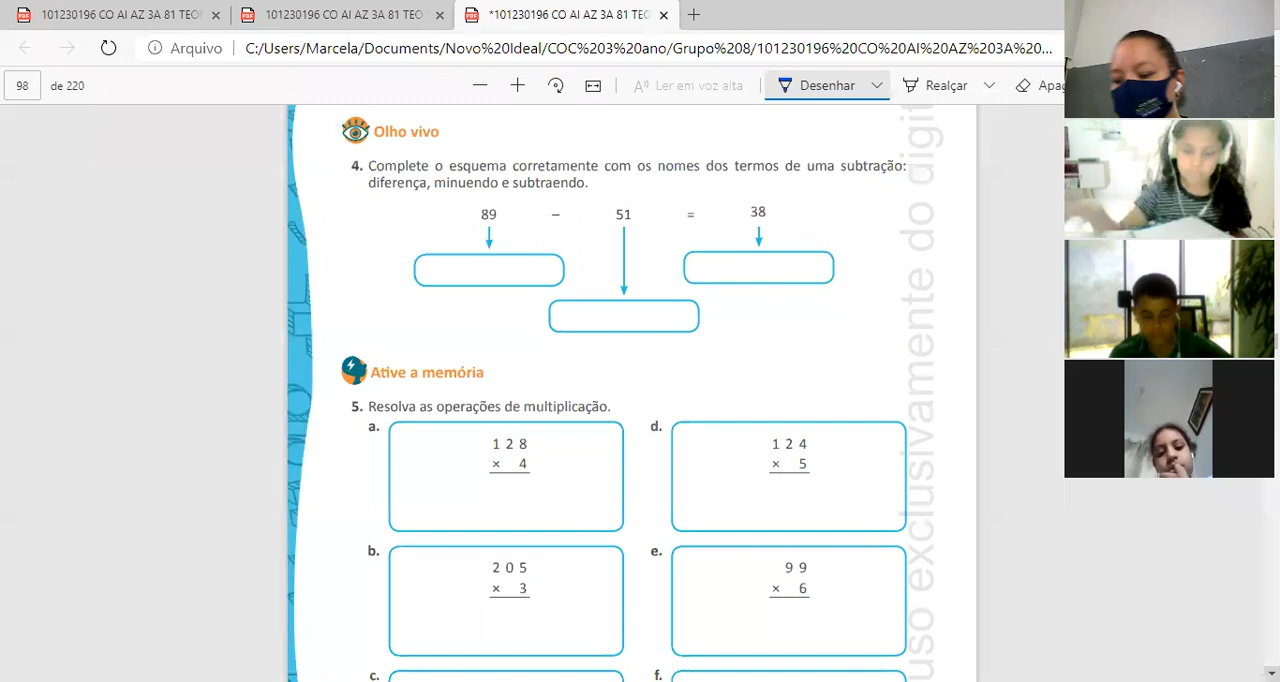 101230196 CO AI AZ 3A 81 TEO
101230196 CO AI AZ 3A 81 TEO
*101230196 CO AI AZ 3A 81 TEO
Arquivo
C:/Users/Marcela/Documents/Novo%20Ideal/COC%203%20ano/Grupo%208/101230196%20CO%20AI%20AZ%203A%20...
98 de 220
Ler em voz alta
Desenhar
Realçar
Apag
Olho vivo
4. Complete o esquema corretamente com os nomes dos termos de uma subtração:
diferença, minuendo e subtraendo.
89 – 51 = 38
Ative a memória
5. Resolva as operações de multiplicação.
a.
1 2 8
× 4
d.
1 2 4
× 5
b.
2 0 5
× 3
e.
9 9
× 6
c.
f.
uso exclusivamente do digit